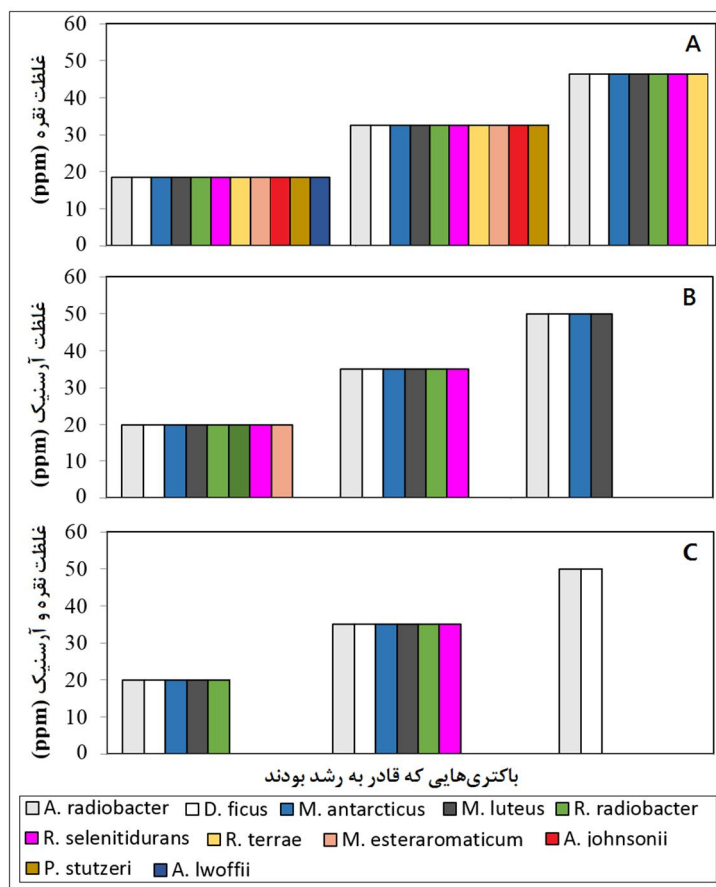 A
غلظت نقره (ppm)
60
50
40
30
20
10
0
B
غلظت آرسنیک (ppm)
60
50
40
30
20
10
0
C
غلظت نقره و آرسنیک (ppm)
60
50
40
30
20
10
0
باکتری‌هایی که قادر به رشد بودند
A. radiobacter D. ficus M. antarcticus M. luteus R. radiobacter
R. selenitidurans R. terrae M. esteraromaticum A. johnsonii
P. stutzeri A. lwoffii